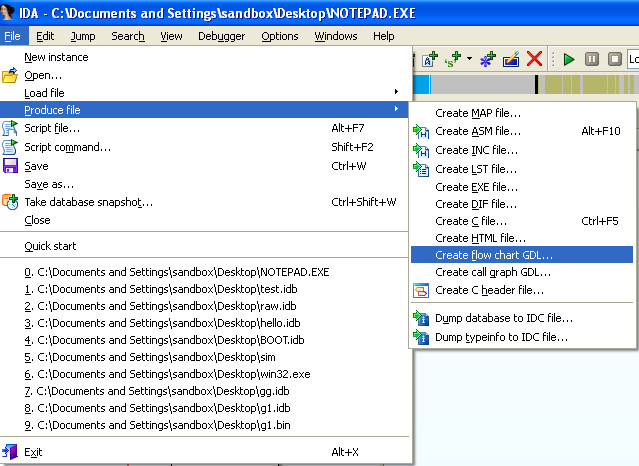 IDA - C:\Documents and Settings\sandbox\Desktop\NOTEPAD.EXE
File Edit Jump Search View Debugger Options Windows Help
New instance
Open...
Load file
Produce file
Script file... Alt+F7
Script command... Shift+F2
Save Ctrl+W
Save as...
Take database snapshot... Ctrl+Shift+W
Close
Quick start
0. C:\Documents and Settings\sandbox\Desktop\NOTEPAD.EXE
1. C:\Documents and Settings\sandbox\Desktop\test.idb
2. C:\Documents and Settings\sandbox\Desktop\raw.idb
3. C:\Documents and Settings\sandbox\Desktop\hello.idb
4. C:\Documents and Settings\sandbox\Desktop\BOOT.idb
5. C:\Documents and Settings\sandbox\Desktop\sim
6. C:\Documents and Settings\sandbox\Desktop\win32.exe
7. C:\Documents and Settings\sandbox\Desktop\gg.idb
8. C:\Documents and Settings\sandbox\Desktop\g1.idb
9. C:\Documents and Settings\sandbox\Desktop\g1.bin
Exit Alt+X
Lo
Create MAP file...
Create ASM file... Alt+F10
Create INC file...
Create LST file...
Create EXE file...
Create DIF file...
Create C file... Ctrl+F5
Create HTML file...
Create flow chart GDL...
Create call graph GDL...
Create C header file...
Dump database to IDC file...
Dump typeinfo to IDC file...